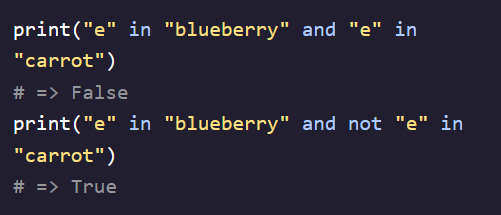 print("e" in "blueberry" and "e" in
"carrot")
# => False
print("e" in "blueberry" and not "e" in
"carrot")
# => True